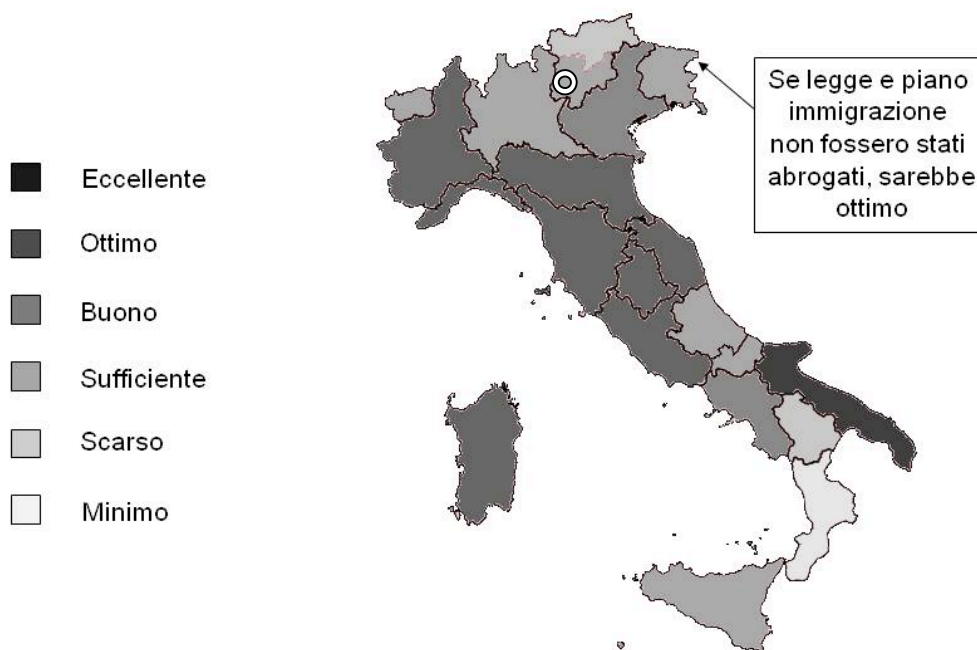 Se legge e piano
immigrazione
non fossero stati
abrogati, sarebbe
ottimo
Eccellente
Ottimo
Buono
Sufficiente
Scarso
Minimo